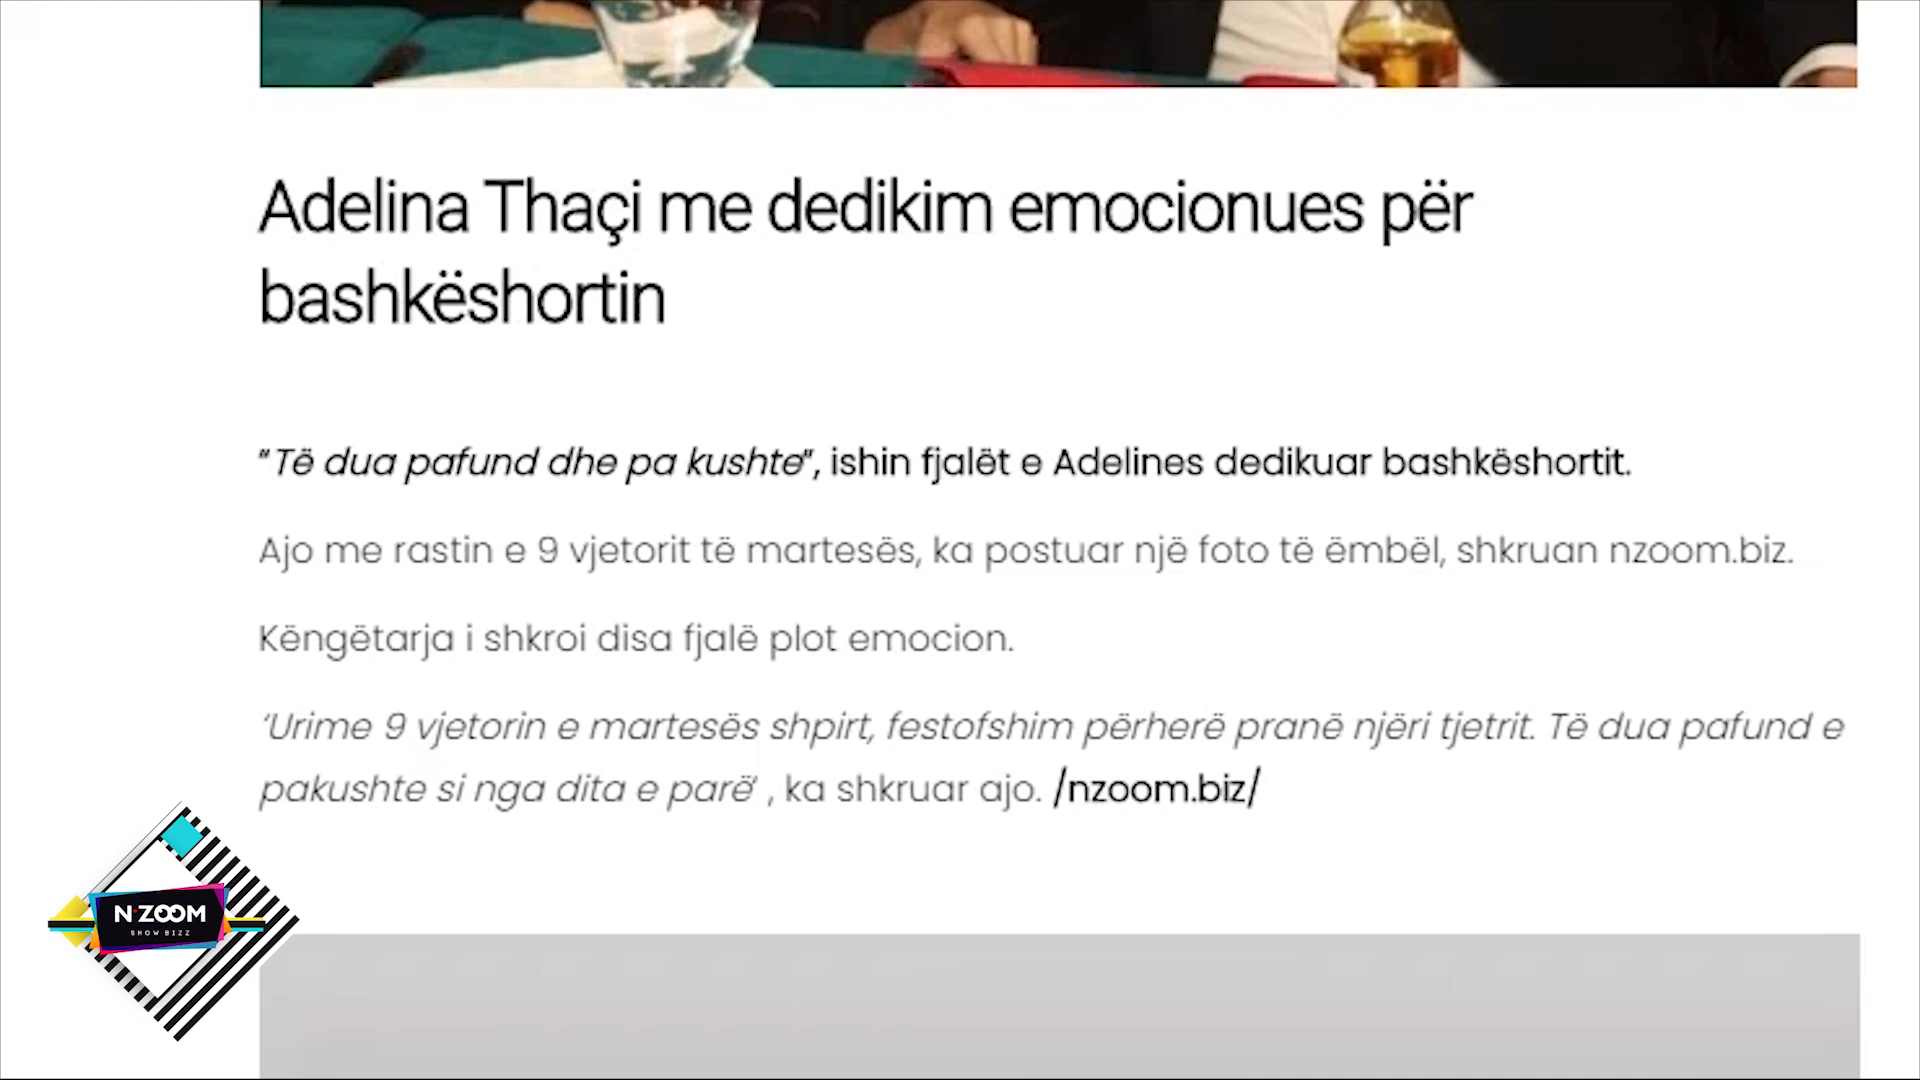 Adelina Thaçi me dedikim emocionues për
bashkëshortin
"Të dua pafund dhe pa kushte", ishin fjalët e Adelines dedikuar bashkëshortit.
Ajo me rastin e 9 vjetorit të martesës, ka postuar një foto të ëmbël, shkruan nzoom.biz.
Këngëtarja i shkroi disa fjalë plot emocion.
'Urime 9 vjetorin e martesës shpirt, festofshim përherë pranë njëri tjetrit. Të dua pafund e
pakushte si nga dita e parë' , ka shkruar ajo. /nzoom.biz/
N·ZOOM
SHOW BIZZ